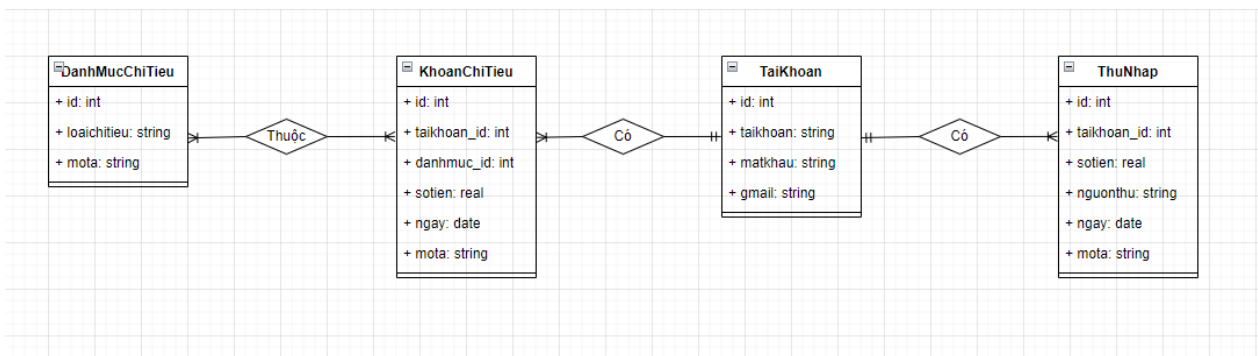 DanhMucChiTieu
+ id: int
+ loaichitieu: string
+ mota: string
Thuộc
KhoanChiTieu
+ id: int
+ taikhoan_id: int
+ danhmuc_id: int
+ sotien: real
+ ngay: date
+ mota: string
Có
TaiKhoan
+ id: int
+ taikhoan: string
+ matkhau: string
+ gmail: string
Có
ThuNhap
+ id: int
+ taikhoan_id: int
+ sotien: real
+ nguonthu: string
+ ngay: date
+ mota: string